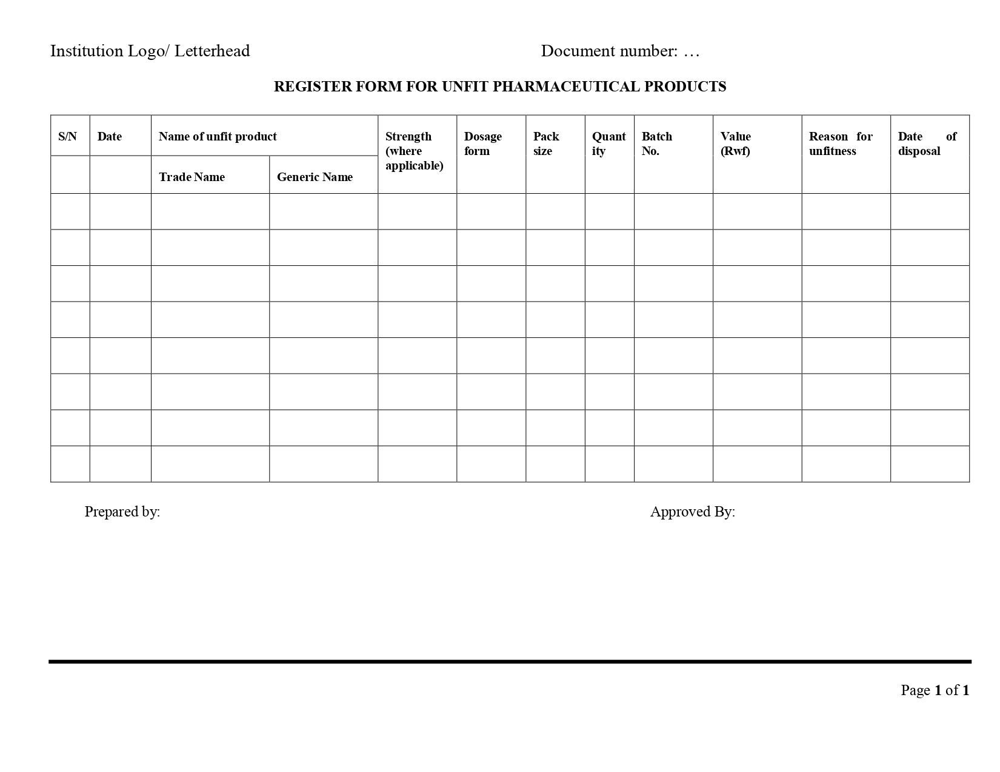 Institution Logo/ Letterhead Document number: …
REGISTER FORM FOR UNFIT PHARMACEUTICAL PRODUCTS
S/N
Date
Name of unfit product
Trade Name
Generic Name
Strength
(where
applicable)
Dosage
form
Pack
size
Quant
ity
Batch
No.
Value
(Rwf)
Reason for
unfitness
Date of
disposal
Prepared by: Approved By:
Page 1 of 1